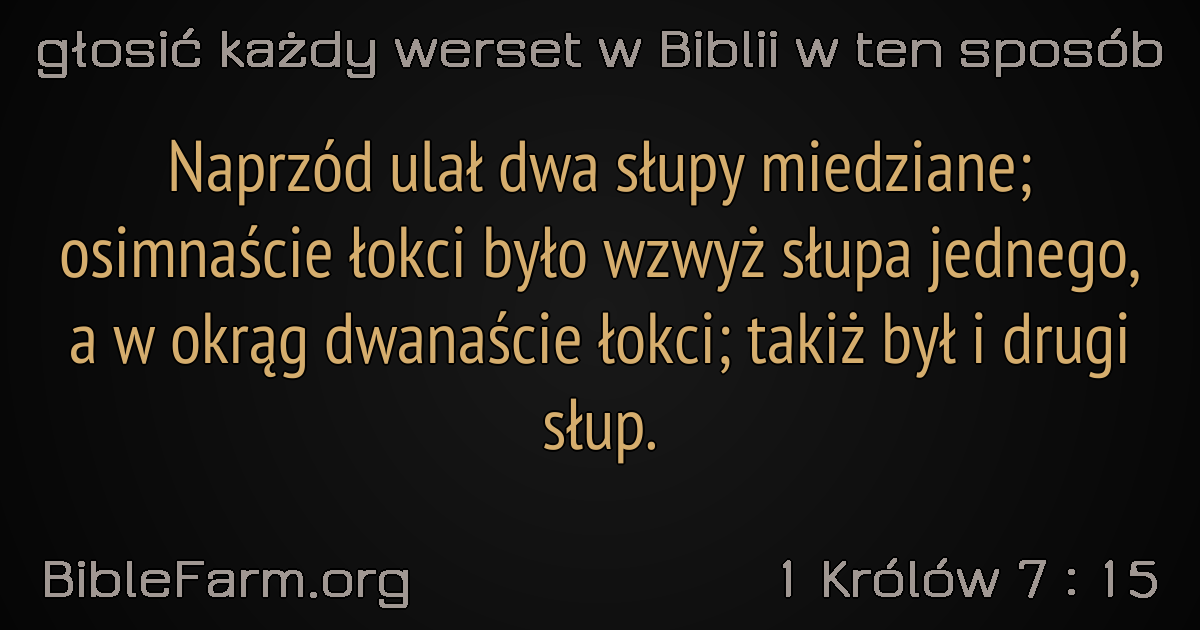 głosić każdy werset w Biblii w ten sposób
Naprzód ulał dwa słupy miedziane;
osimnaście łokci było wzwyż słupa jednego,
a w okrąg dwanaście łokci; takiż był i drugi
słup.
BibleFarm.org
1 Królów 7 : 15